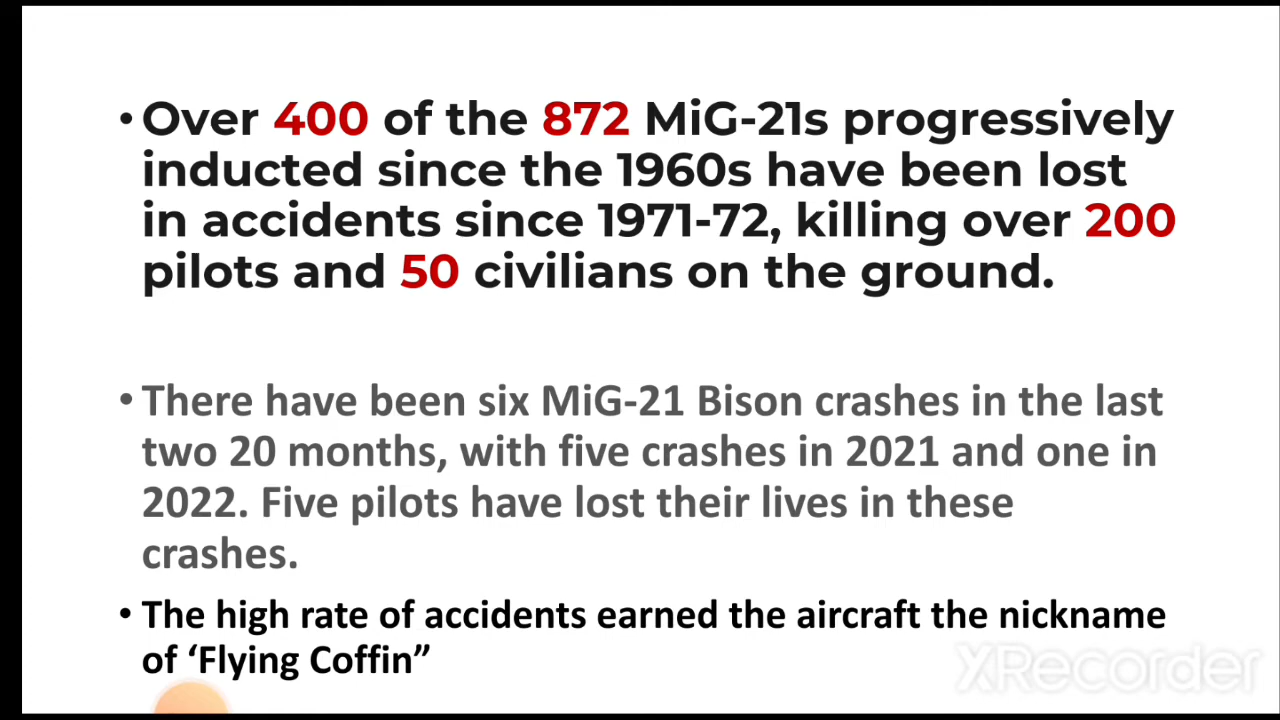 • Over 400 of the 872 MiG-21s progressively
inducted since the 1960s have been lost
in accidents since 1971-72, killing over 200
pilots and 50 civilians on the ground.
• There have been six MiG-21 Bison crashes in the last
two 20 months, with five crashes in 2021 and one in
2022. Five pilots have lost their lives in these
crashes.
• The high rate of accidents earned the aircraft the nickname
of ‘Flying Coffin”
XRecorder